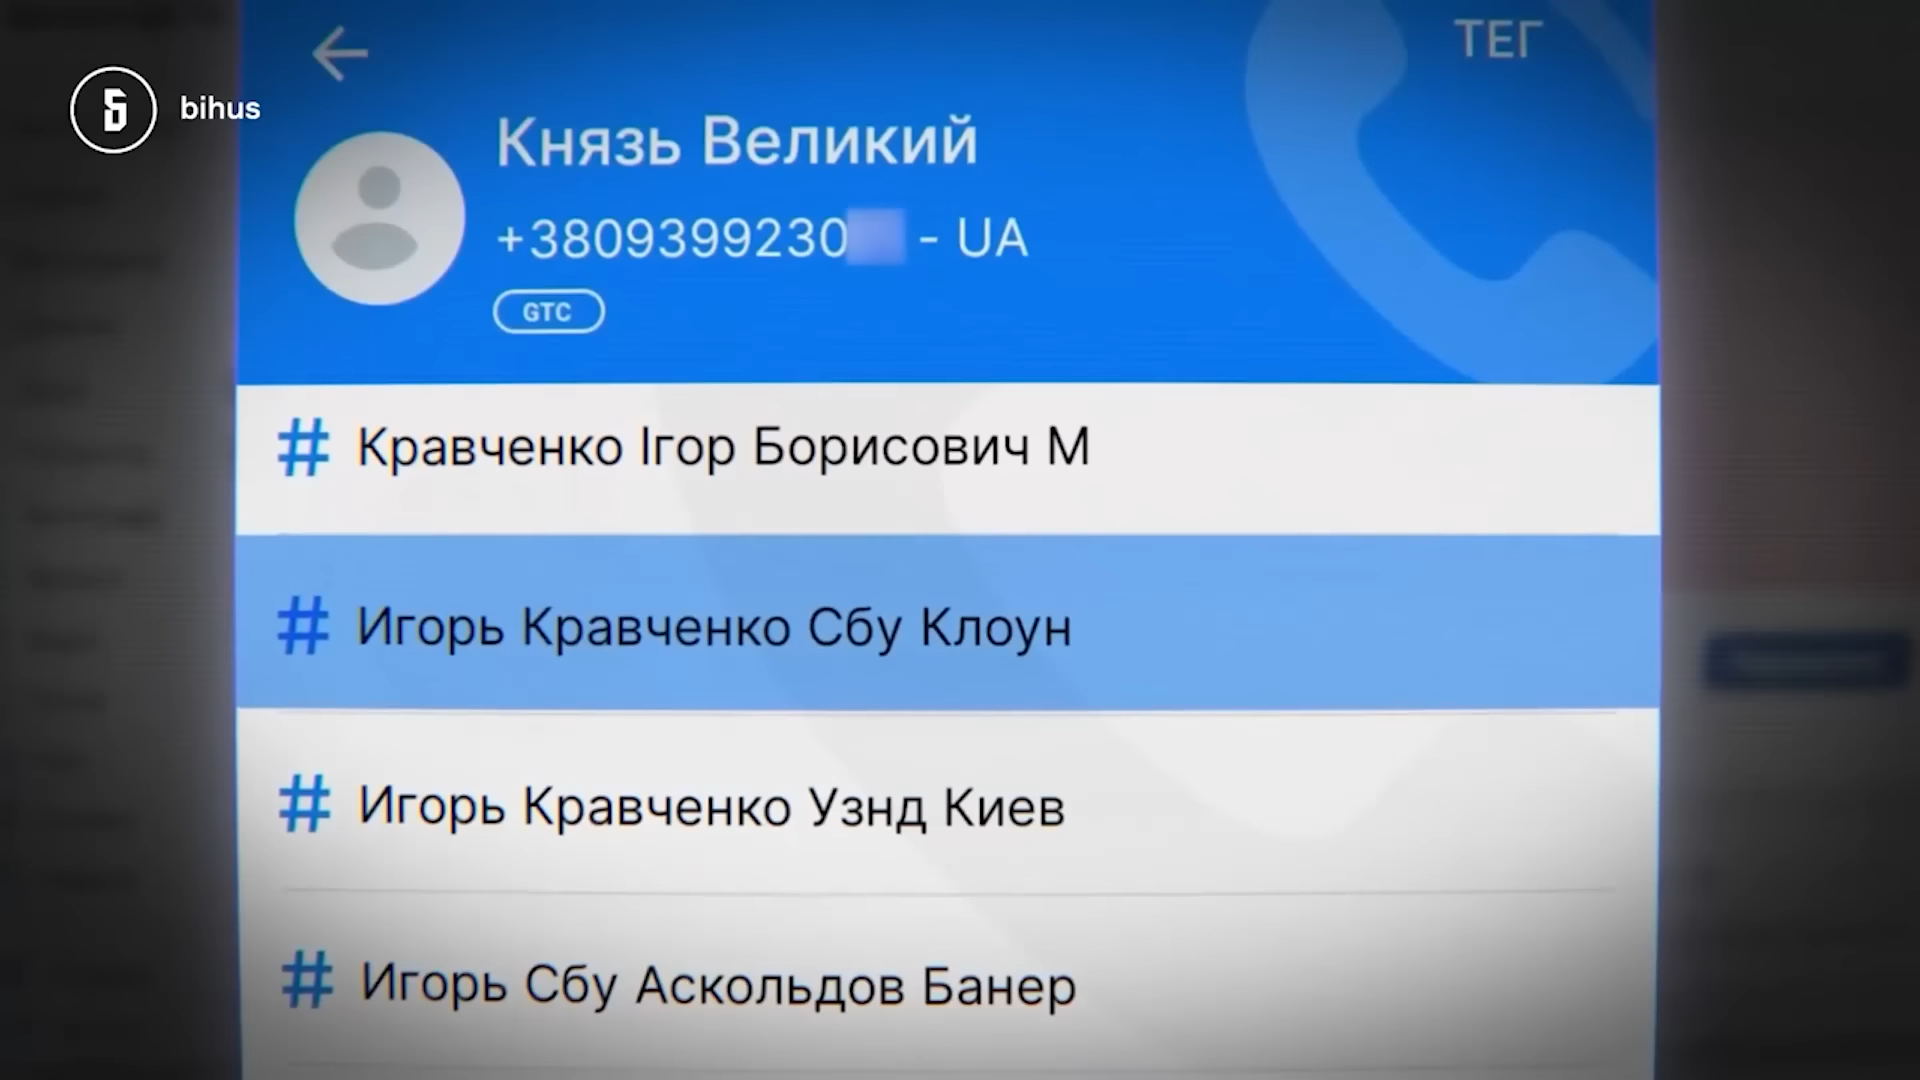 ТЕГ
bihus
Князь Великий
+3809399230 - UA
GTC
# Кравченко Ігор Борисович М
# Игорь Кравченко Сбу Клоун
# Игорь Кравченко Узнд Киев
# Игорь Сбу Аскольдов Банер